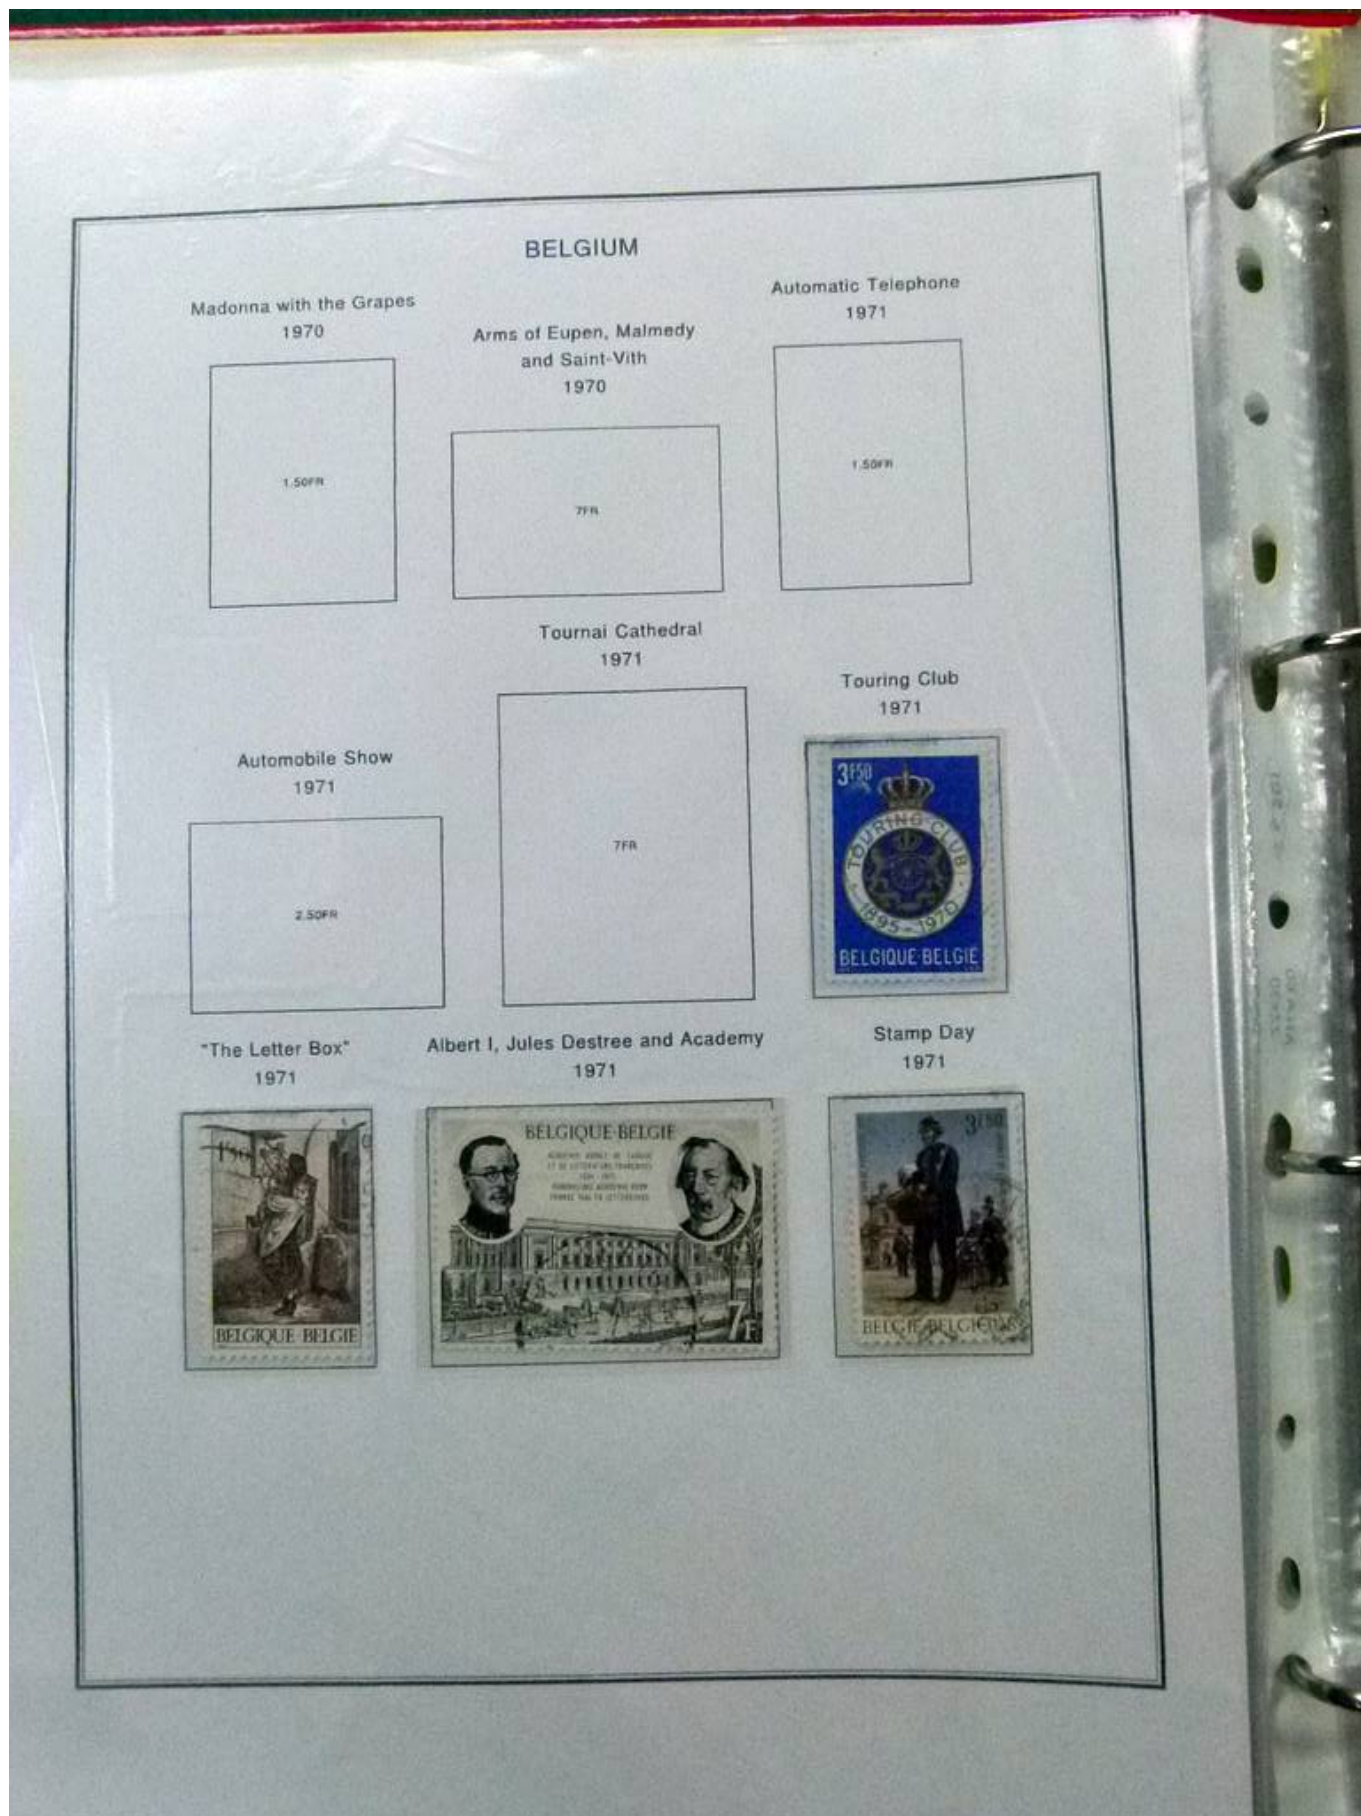 BELGIUM
Madonna with the Grapes
1970
1.50FR
Arms of Eupen, Malmedy
and Saint-Vith
1970
7FR
Automatic Telephone
1971
1.50FR
Automobile Show
1971
2.50FR
Tournai Cathedral
1971
7FR
Touring Club
1971
3F50
TOURING·CLUB
1895-1970
BELGIQUE·BELGIE
"The Letter Box"
1971
1F50
BELGIQUE BELGIE
Albert I, Jules Destree and Academy
1971
BELGIQUE·BELGIE
7F
Stamp Day
1971
3F50
BELGIE·BELGIQUE